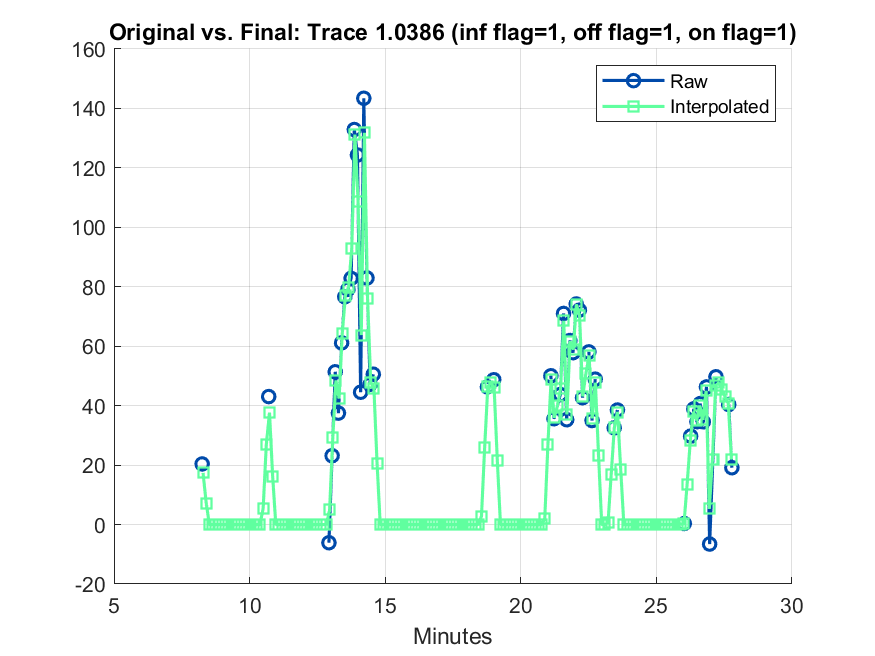 Original vs. Final: Trace 1.0386 (inf flag=1, off flag=1, on flag=1)
160
140
120
100
80
60
40
20
0
-20
Raw
Interpolated
5 10 15 20 25 30
Minutes